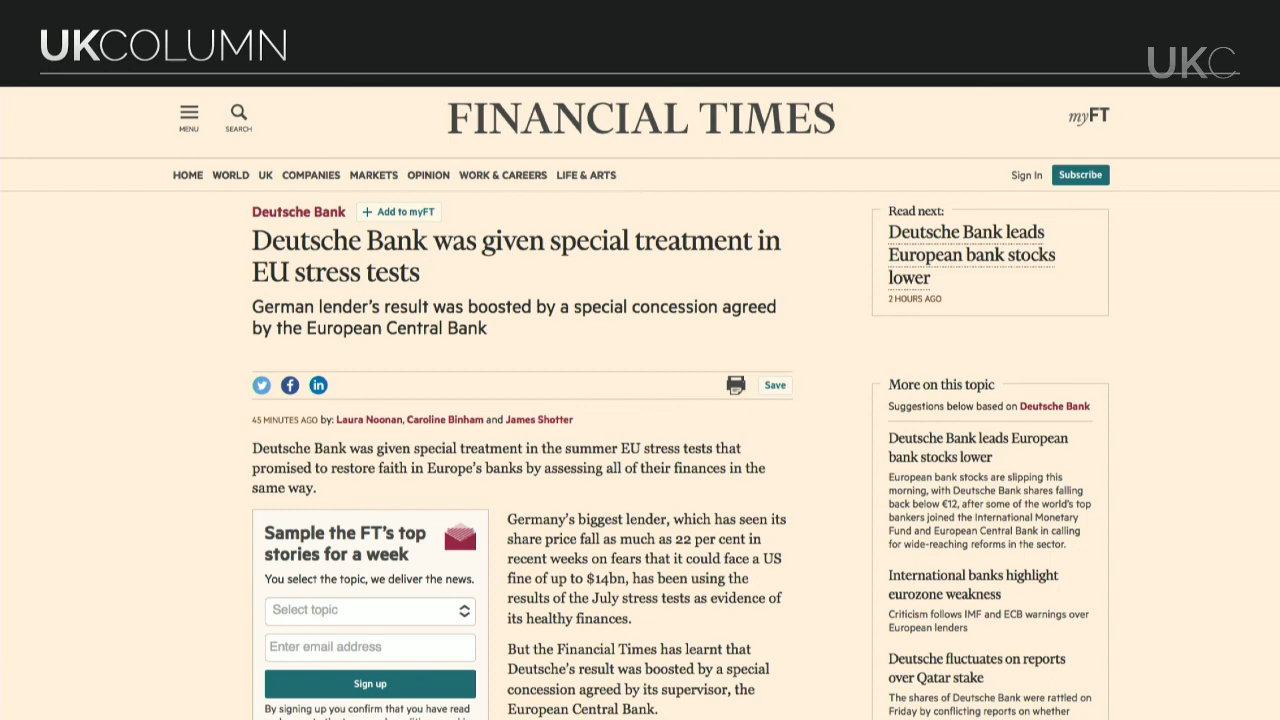 UKCOLUMN
UKC
MENU
SEARCH
FINANCIAL TIMES
myFT
HOME WORLD UK COMPANIES MARKETS OPINION WORK & CAREERS LIFE & ARTS
Sign In
Subscribe
Deutsche Bank
+ Add to myFT
Deutsche Bank was given special treatment in
EU stress tests
German lender's result was boosted by a special concession agreed
by the European Central Bank
Save
45 MINUTES AGO by: Laura Noonan, Caroline Binham and James Shotter
Deutsche Bank was given special treatment in the summer EU stress tests that
promised to restore faith in Europe's banks by assessing all of their finances in the
same way.
Sample the FT's top
stories for a week
You select the topic, we deliver the news.
Select topic
Enter email address
Sign up
By signing up you confirm that you have read
Germany's biggest lender, which has seen its
share price fall as much as 22 per cent in
recent weeks on fears that it could face a US
fine of up to $14bn, has been using the
results of the July stress tests as evidence of
its healthy finances.
But the Financial Times has learnt that
Deutsche's result was boosted by a special
concession agreed by its supervisor, the
European Central Bank.
Read next:
Deutsche Bank leads
European bank stocks
lower
2 HOURS AGO
More on this topic
Suggestions below based on Deutsche Bank
Deutsche Bank leads European
bank stocks lower
European bank stocks are slipping this
morning, with Deutsche Bank shares falling
back below €12, after some of the world's top
bankers joined the International Monetary
Fund and European Central Bank in calling
for wide-reaching reforms in the sector.
International banks highlight
eurozone weakness
Criticism follows IMF and ECB warnings over
European lenders
Deutsche fluctuates on reports
over Qatar stake
The shares of Deutsche Bank were rattled on
Friday by conflicting reports on whether